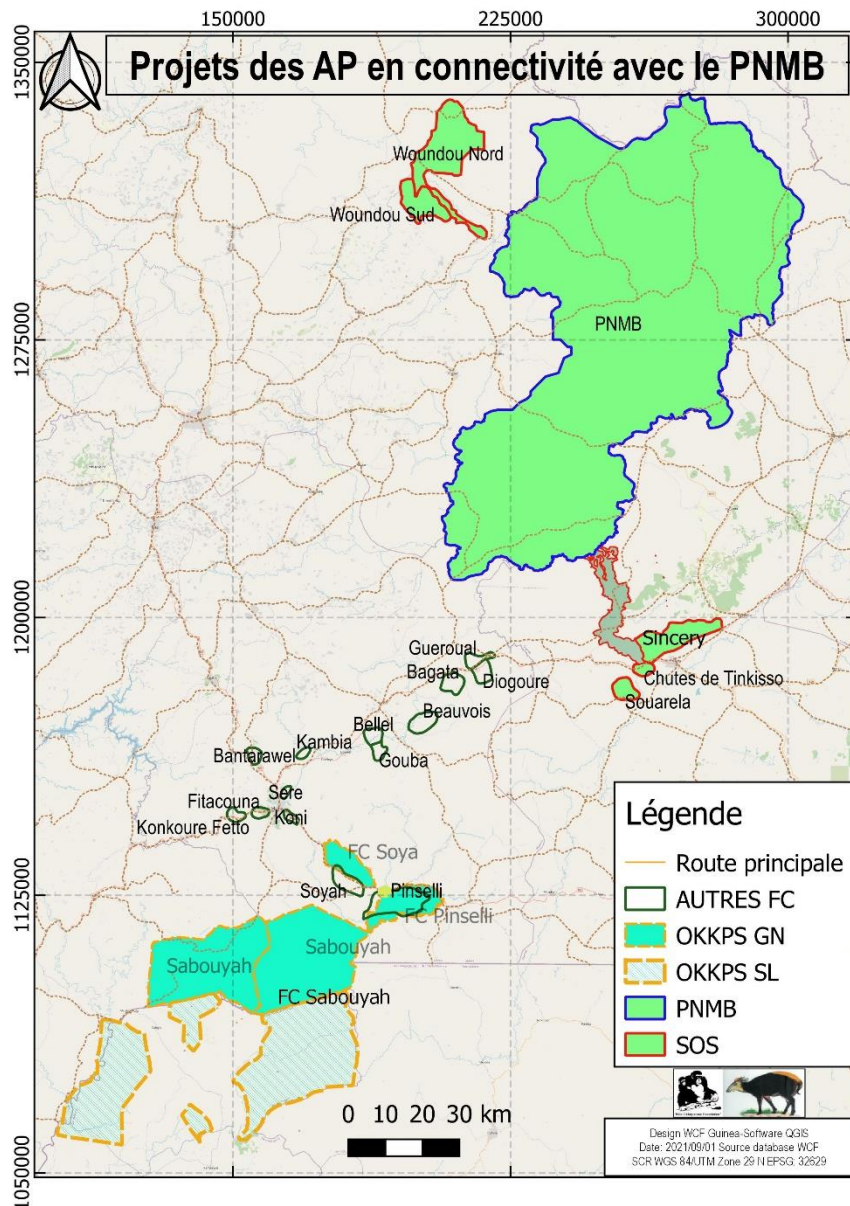 150000 225000 300000
Projets des AP en connectivité avec le PNMB
1350000
Woundou Nord
Woundou Sud
PNMB
1275000
1200000
Sincery
Gueroual
Bagata
Diogoure
Chutes de Tinkisso
Souarela
Beauvois
Bellel
Kambia
Bantarawel
Gouba
Sere
Fitacouna
Konkoure Fetto
Koni
FC Soya
Soyah
Pinselli
1125000
FC Pinselli
Sabouyah
Sabouyah
FC Sabouyah
Légende
Route principale
AUTRES FC
OKKPS GN
OKKPS SL
PNMB
SOS
0 10 20 30 km
Design WCF Guinea-Software QGIS
Date: 2021/09/01 Source database WCF
SCR WGS 84/UTM Zone 29 N EPSG: 32629
1050000